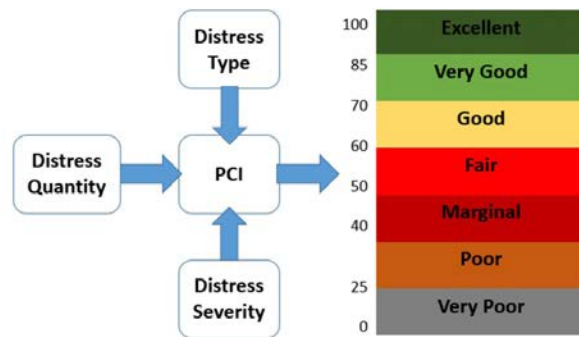 Distress
Type
Distress
Quantity
PCI
Distress
Severity
100
Excellent
85
Very Good
70
Good
60
Fair
50
Marginal
40
Poor
25
Very Poor
0